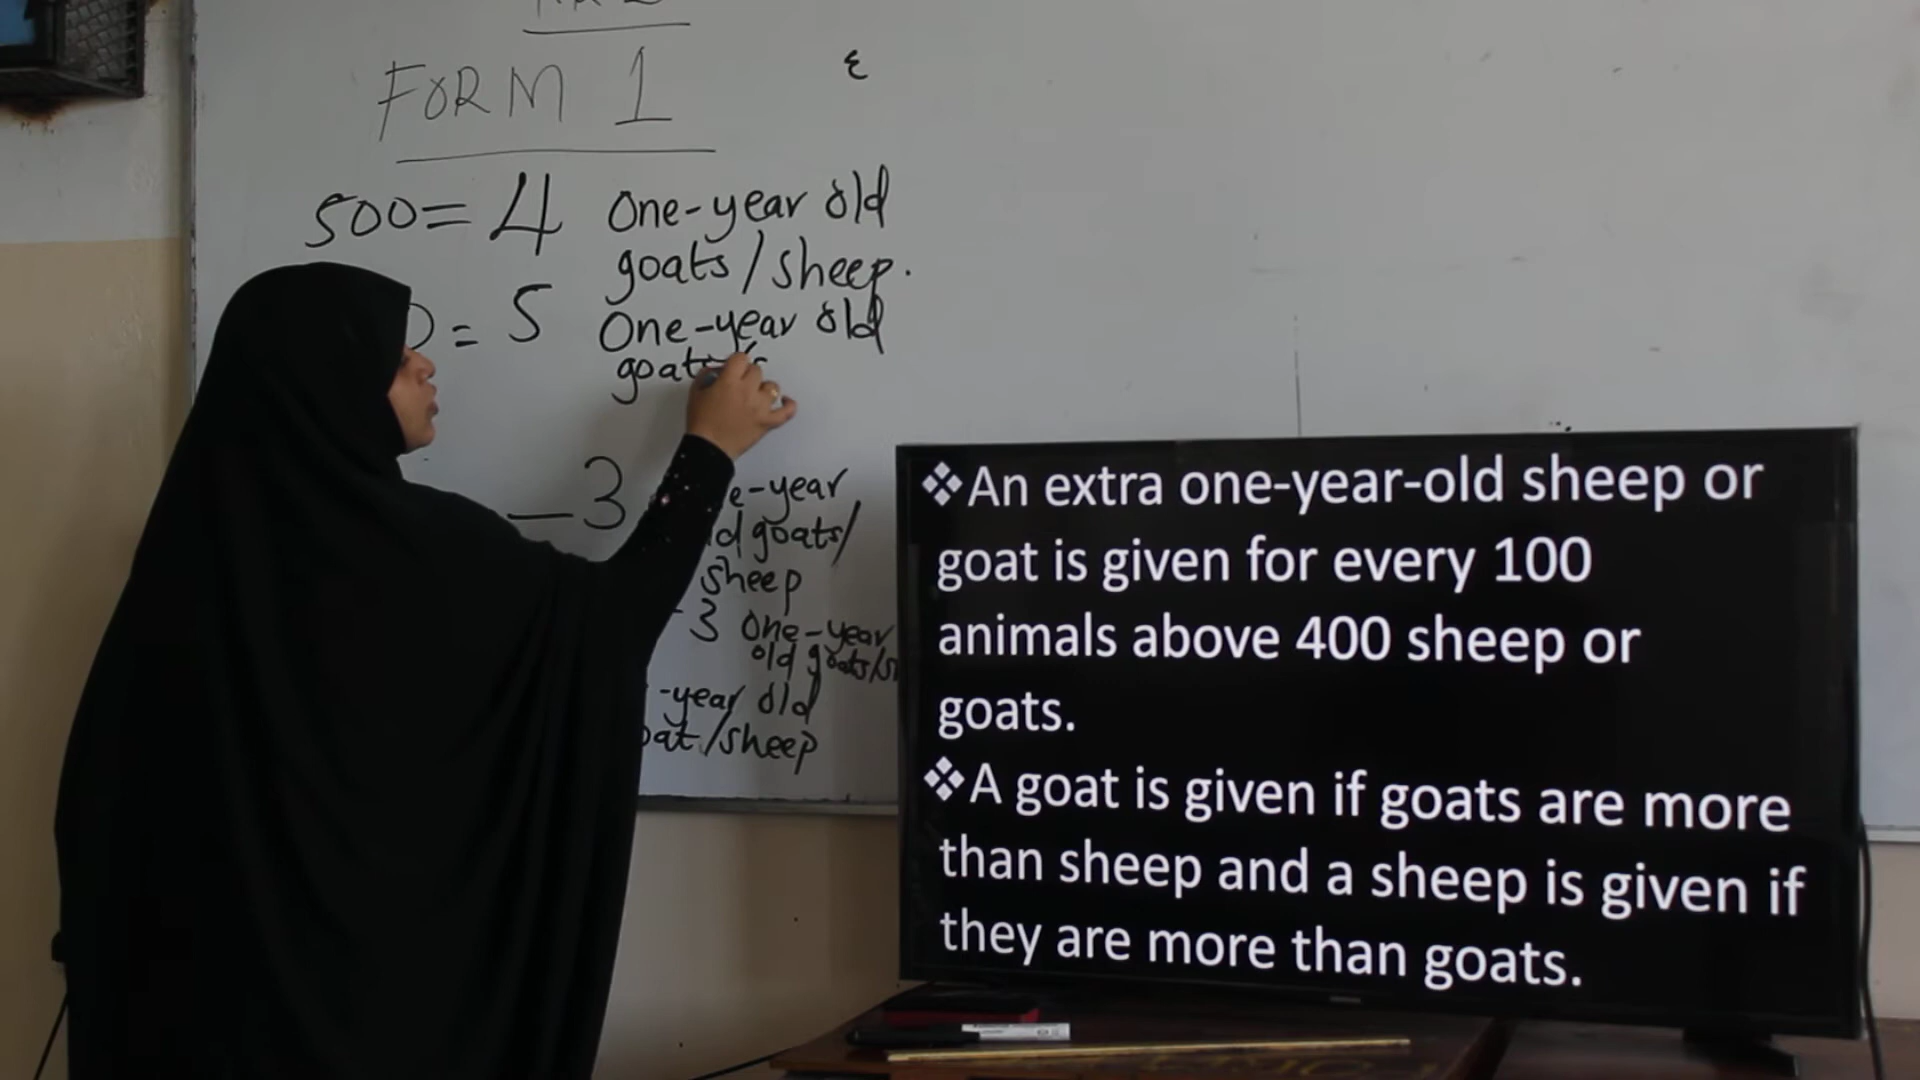 FORM 1
500 = 4 One-year old
goats/sheep.
= 5 One-year old
3
e-year
goats/
sheep
3 One-year
old goats/
-year old
/sheep
❖An extra one-year-old sheep or
goat is given for every 100
animals above 400 sheep or
goats.
❖A goat is given if goats are more
than sheep and a sheep is given if
they are more than goats.